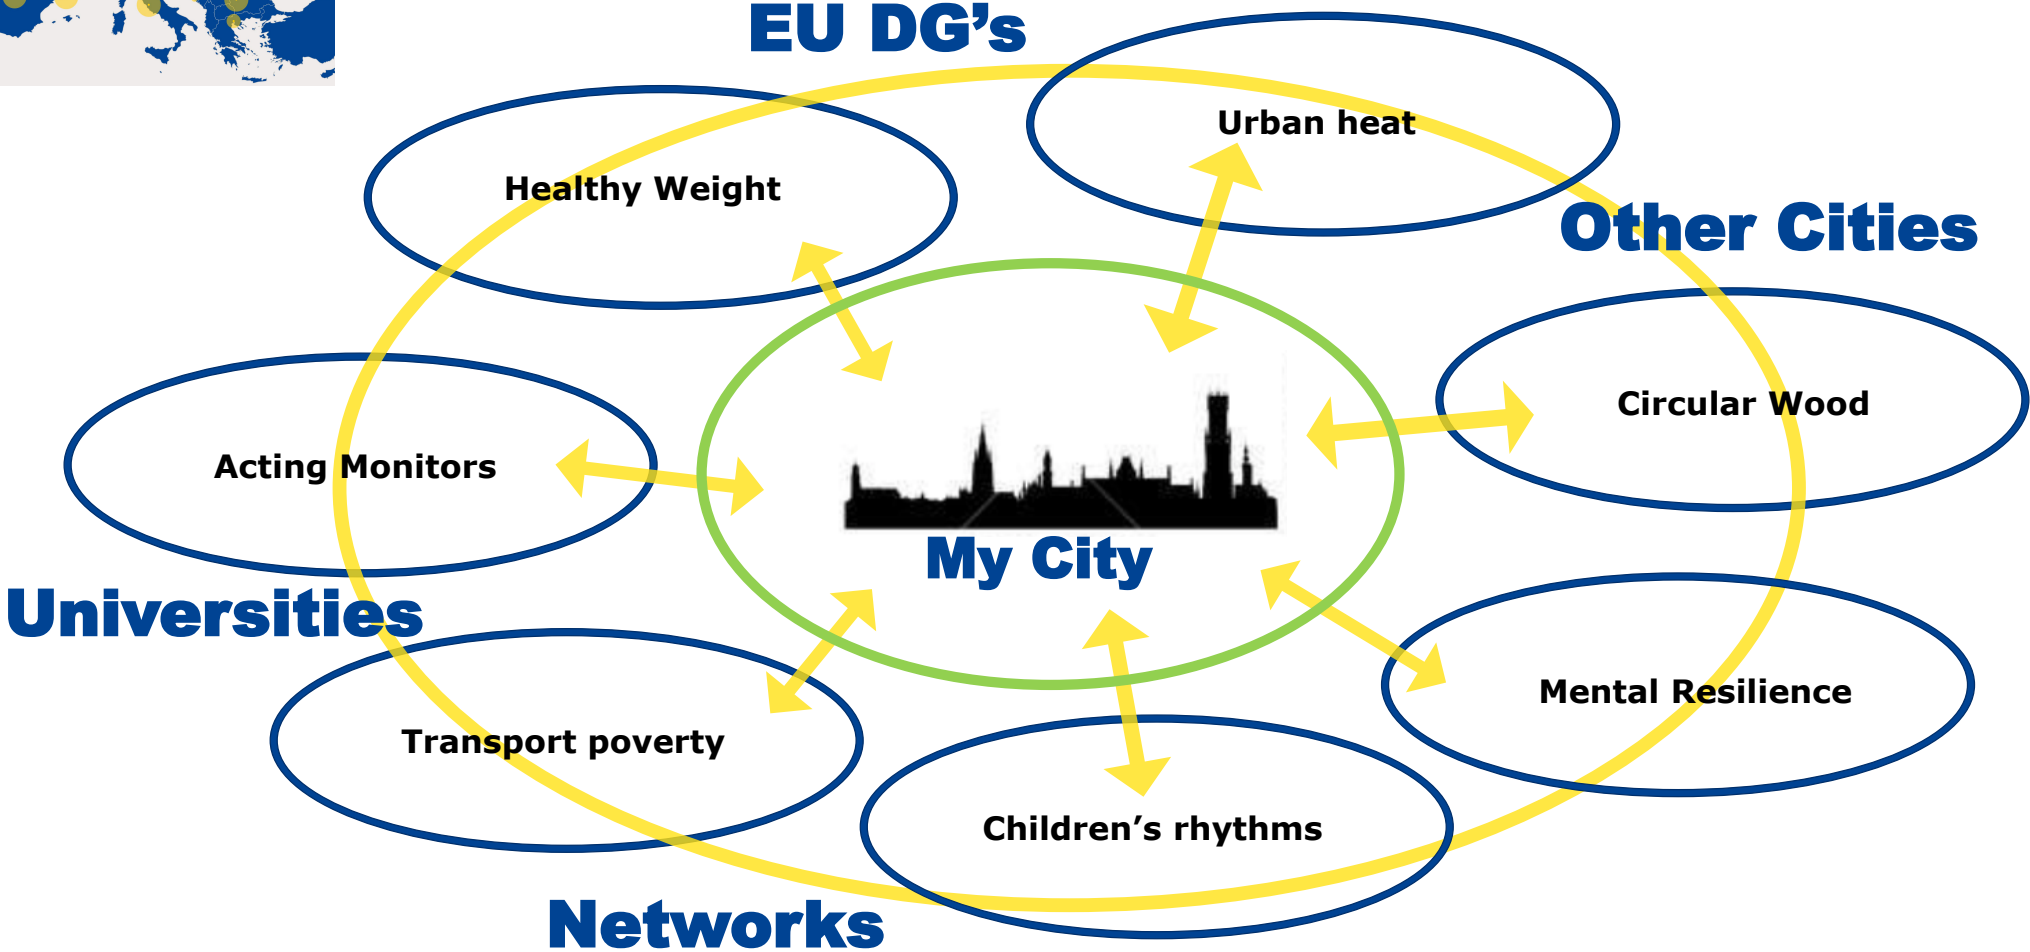 EU DG’s
Urban heat
Healthy Weight
Other Cities
Circular Wood
Acting Monitors
My City
Universities
Mental Resilience
Transport poverty
Children’s rhythms
Networks